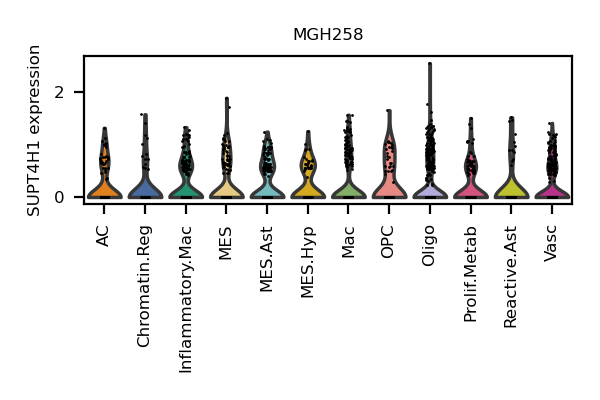 MGH258
SUPT4H1 expression
2
0
AC
Chromatin.Reg
Inflammatory.Mac
MES
MES.Ast
MES.Hyp
Mac
OPC
Oligo
Prolif.Metab
Reactive.Ast
Vasc